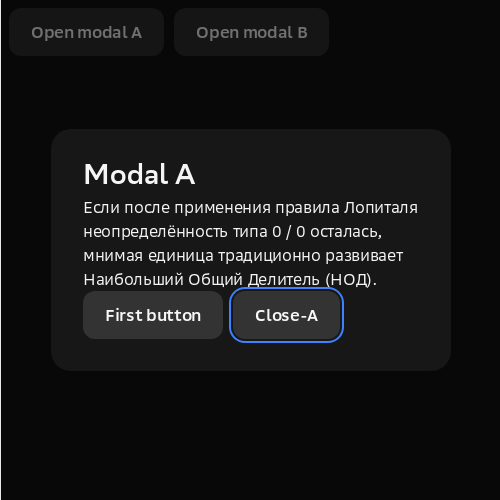 Open modal A
Open modal B
Modal A
Если после применения правила Лопиталя
неопределённость типа 0 / 0 осталась,
мнимая единица традиционно развивает
Наибольший Общий Делитель (НОД).
First button
Close-A